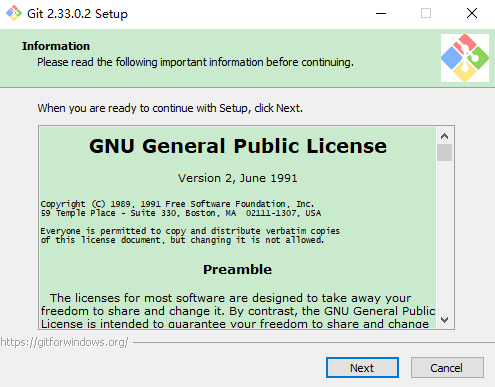 Git 2.33.0.2 Setup
Information
Please read the following important information before continuing.
When you are ready to continue with Setup, click Next.
GNU General Public License
Version 2, June 1991
Copyright (C) 1989, 1991 Free Software Foundation, Inc.
59 Temple Place - Suite 330, Boston, MA  02111-1307, USA
Everyone is permitted to copy and distribute verbatim copies
of this license document, but changing it is not allowed.
Preamble
The licenses for most software are designed to take away your
freedom to share and change it. By contrast, the GNU General Public
License is intended to guarantee your freedom to share and change
https://gitforwindows.org/
Next
Cancel